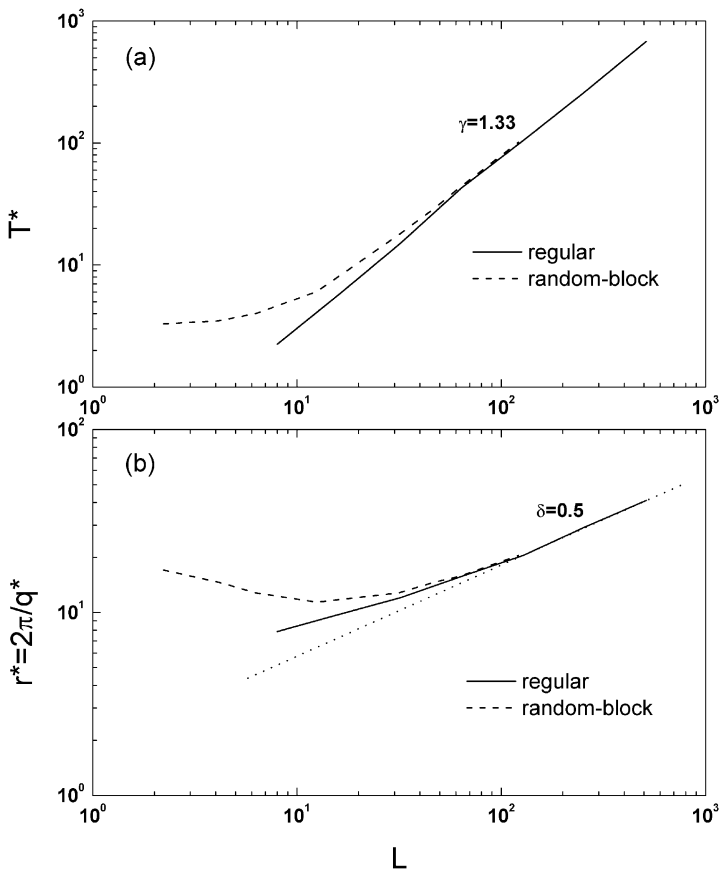 10³
(a)
γ=1.33
10²
T*
regular
10¹
random-block
10⁰
10⁰ 10¹ 10² 10³
10²
(b)
δ=0.5
10¹
r*=2π/q*
regular
random-block
10⁰
10⁰ 10¹ 10² 10³
L